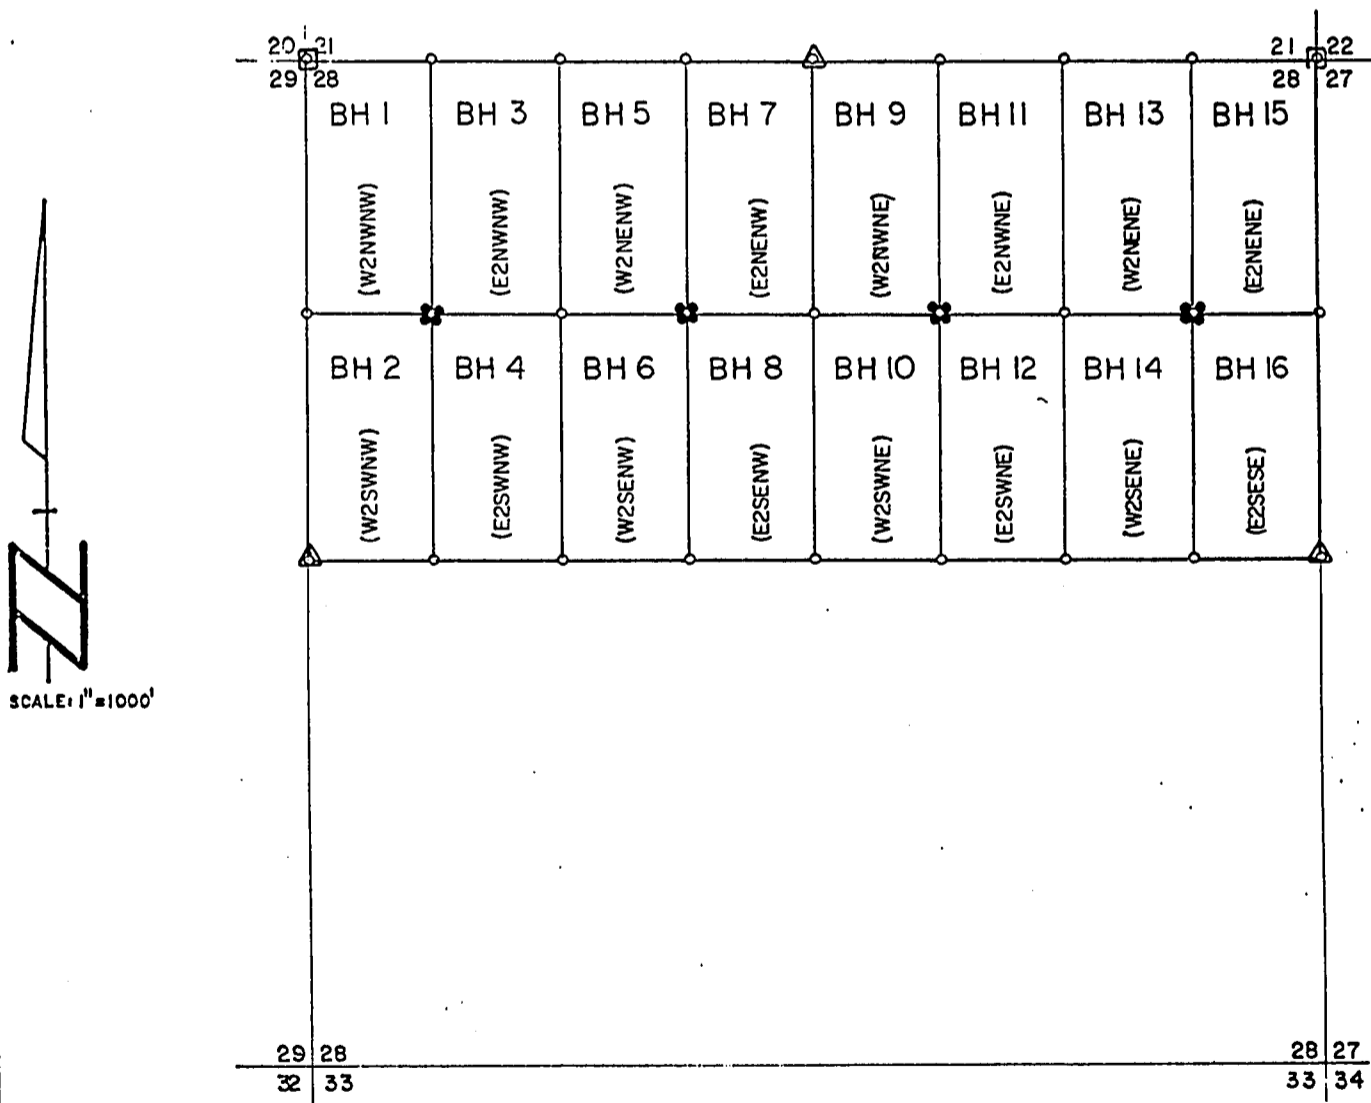 20 21 21 22
29 28 28 27
BH 1 BH 3 BH 5 BH 7 BH 9 BH 11 BH 13 BH 15
(W2NWNW) (E2NWNW) (W2NENW) (E2NENW) (W2NWNE) (E2NWNE) (W2NENE) (E2NENE)
BH 2 BH 4 BH 6 BH 8 BH 10 BH 12 BH 14 BH 16
(W2SWNW) (E2SWNW) (W2SENW) (E2SENW) (W2SWNE) (E2SWNE) (W2SENE) (E2SESE)
N
SCALE: 1"=1000'
29 28 28 27
32 33 33 34